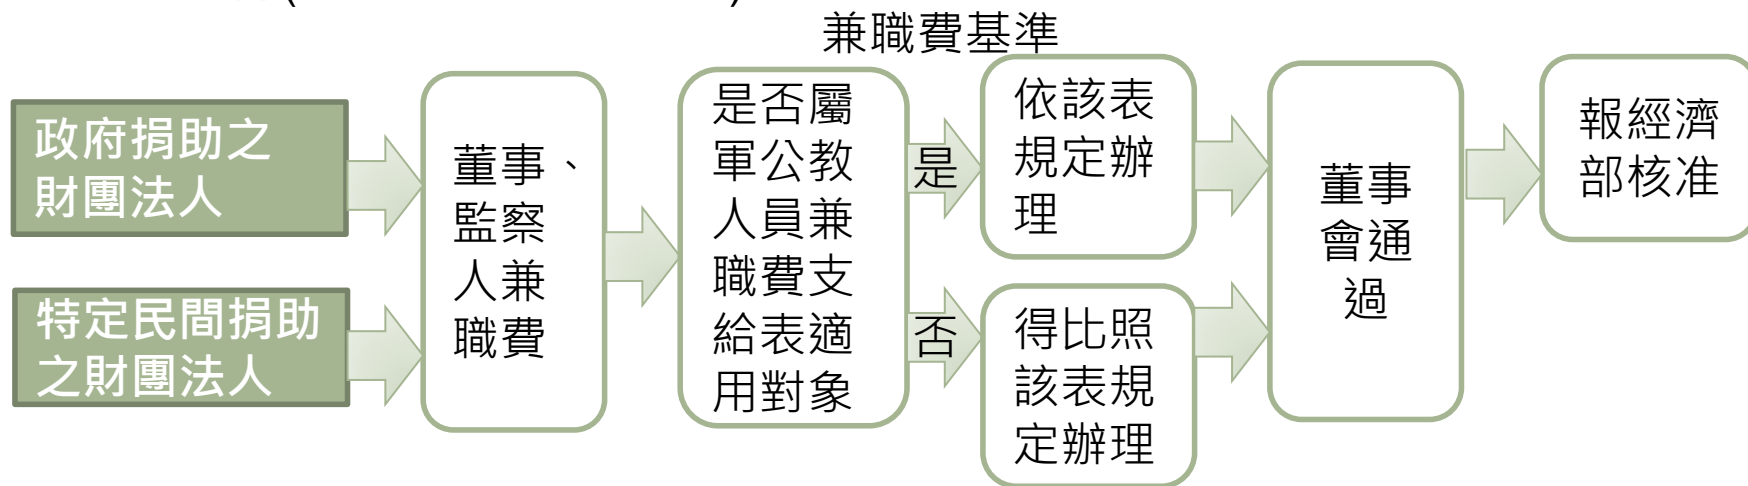 兼職費基準
政府捐助之
財團法人
特定民間捐助
之財團法人
董事、
監察
人兼
職費
是否屬
軍公教
人員兼
職費支
給表適
用對象
是
否
依該表
規定辦
理
得比照
該表規
定辦理
董事
會通
過
報經濟
部核准